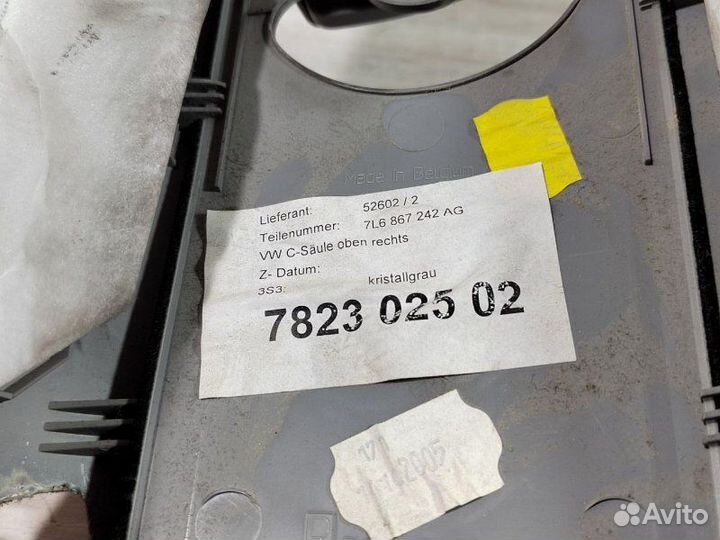 Made in Belgium
Lieferant: 52602 / 2
Teilenummer: 7L6 867 242 AG
VW C-Säule oben rechts
Z- Datum:
3S3: kristallgrau
7823 025 02
2005
Avito